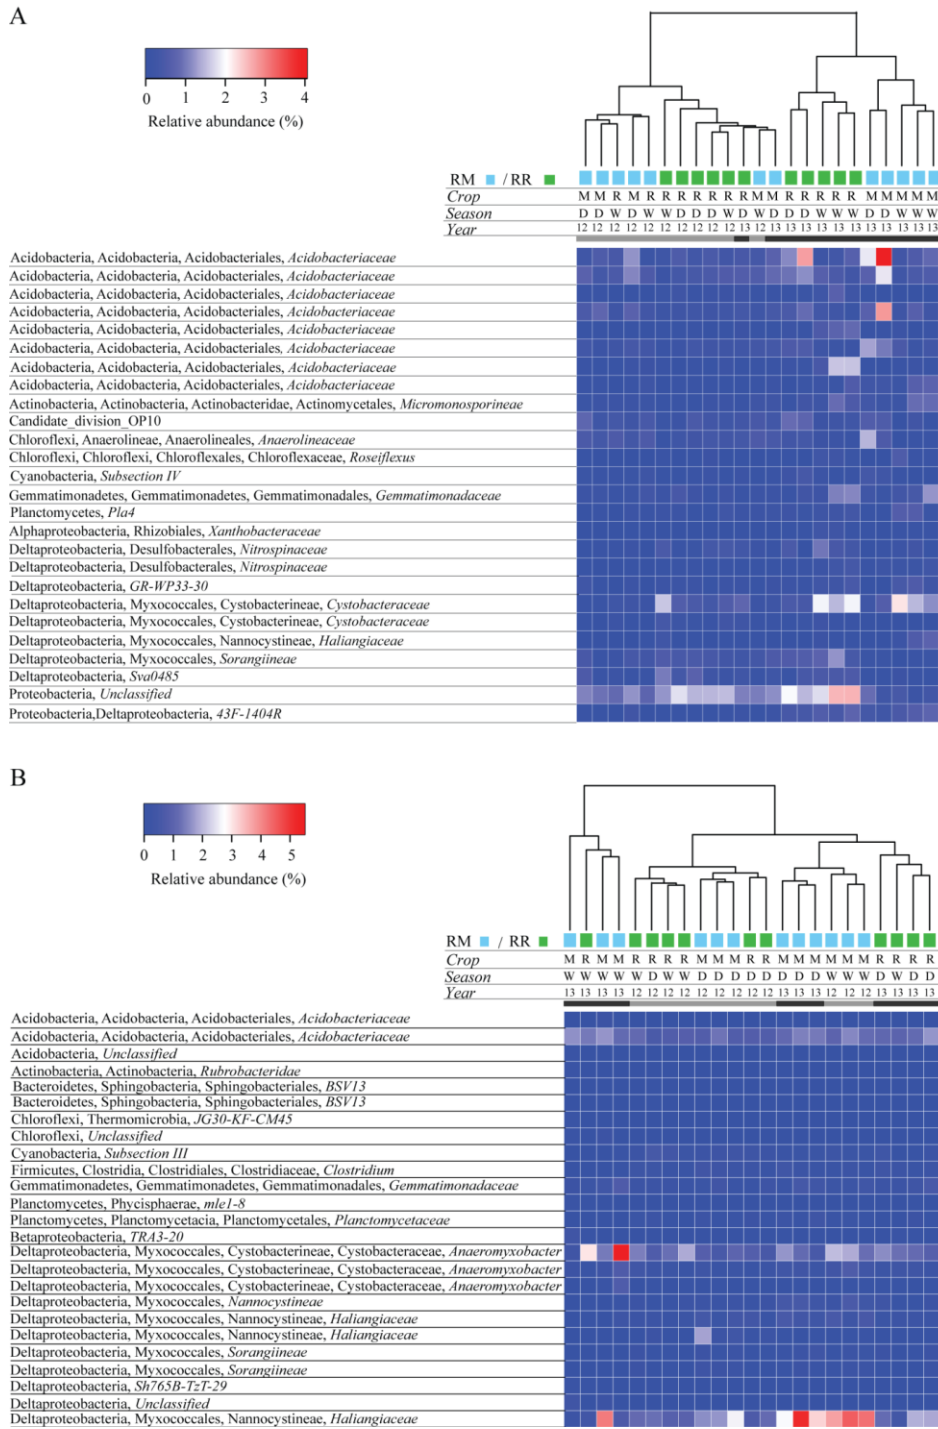 A
0 1 2 3 4
Relative abundance (%)
RM / RR
Crop M M R M R R R R R R R M M R R R R R M M M M M
Season D D W D W W D D D W D W D D D W W W D D W W W
Year 12 12 12 12 12 12 12 12 12 12 13 12 13 13 13 13 13 13 13 13 13 13 13
Acidobacteria, Acidobacteria, Acidobacteriales, Acidobacteriaceae
Acidobacteria, Acidobacteria, Acidobacteriales, Acidobacteriaceae
Acidobacteria, Acidobacteria, Acidobacteriales, Acidobacteriaceae
Acidobacteria, Acidobacteria, Acidobacteriales, Acidobacteriaceae
Acidobacteria, Acidobacteria, Acidobacteriales, Acidobacteriaceae
Acidobacteria, Acidobacteria, Acidobacteriales, Acidobacteriaceae
Acidobacteria, Acidobacteria, Acidobacteriales, Acidobacteriaceae
Acidobacteria, Acidobacteria, Acidobacteriales, Acidobacteriaceae
Actinobacteria, Actinobacteria, Actinobacteridae, Actinomycetales, Micromonosporineae
Candidate_division_OP10
Chloroflexi, Anaerolineae, Anaerolineales, Anaerolineaceae
Chloroflexi, Chloroflexi, Chloroflexales, Chloroflexaceae, Roseiflexus
Cyanobacteria, Subsection IV
Gemmatimonadetes, Gemmatimonadetes, Gemmatimonadales, Gemmatimonadaceae
Planctomycetes, Pla4
Alphaproteobacteria, Rhizobiales, Xanthobacteraceae
Deltaproteobacteria, Desulfobacterales, Nitrospinaceae
Deltaproteobacteria, Desulfobacterales, Nitrospinaceae
Deltaproteobacteria, GR-WP33-30
Deltaproteobacteria, Myxococcales, Cystobacterineae, Cystobacteraceae
Deltaproteobacteria, Myxococcales, Cystobacterineae, Cystobacteraceae
Deltaproteobacteria, Myxococcales, Nannocystineae, Haliangiaceae
Deltaproteobacteria, Myxococcales, Sorangiineae
Deltaproteobacteria, Sva0485
Proteobacteria, Unclassified
Proteobacteria,Deltaproteobacteria, 43F-1404R
B
0 1 2 3 4 5
Relative abundance (%)
RM / RR
Crop M R M M R R R R M M M R R M M M M M M R R R R
Season W W W W W D W W D D D D D D D D W W W D W D D
Year 13 13 13 13 12 12 12 12 12 12 12 12 12 13 13 13 12 12 12 13 13 13 13
Acidobacteria, Acidobacteria, Acidobacteriales, Acidobacteriaceae
Acidobacteria, Acidobacteria, Acidobacteriales, Acidobacteriaceae
Acidobacteria, Unclassified
Actinobacteria, Actinobacteria, Rubrobacteridae
Bacteroidetes, Sphingobacteria, Sphingobacteriales, BSV13
Bacteroidetes, Sphingobacteria, Sphingobacteriales, BSV13
Chloroflexi, Thermomicrobia, JG30-KF-CM45
Chloroflexi, Unclassified
Cyanobacteria, Subsection III
Firmicutes, Clostridia, Clostridiales, Clostridiaceae, Clostridium
Gemmatimonadetes, Gemmatimonadetes, Gemmatimonadales, Gemmatimonadaceae
Planctomycetes, Phycisphaerae, mle1-8
Planctomycetes, Planctomycetacia, Planctomycetales, Planctomycetaceae
Betaproteobacteria, TRA3-20
Deltaproteobacteria, Myxococcales, Cystobacterineae, Cystobacteraceae, Anaeromyxobacter
Deltaproteobacteria, Myxococcales, Cystobacterineae, Cystobacteraceae, Anaeromyxobacter
Deltaproteobacteria, Myxococcales, Cystobacterineae, Cystobacteraceae, Anaeromyxobacter
Deltaproteobacteria, Myxococcales, Nannocystineae
Deltaproteobacteria, Myxococcales, Nannocystineae, Haliangiaceae
Deltaproteobacteria, Myxococcales, Nannocystineae, Haliangiaceae
Deltaproteobacteria, Myxococcales, Sorangiineae
Deltaproteobacteria, Myxococcales, Sorangiineae
Deltaproteobacteria, Sh765B-TzT-29
Deltaproteobacteria, Unclassified
Deltaproteobacteria, Myxococcales, Nannocystineae, Haliangiaceae